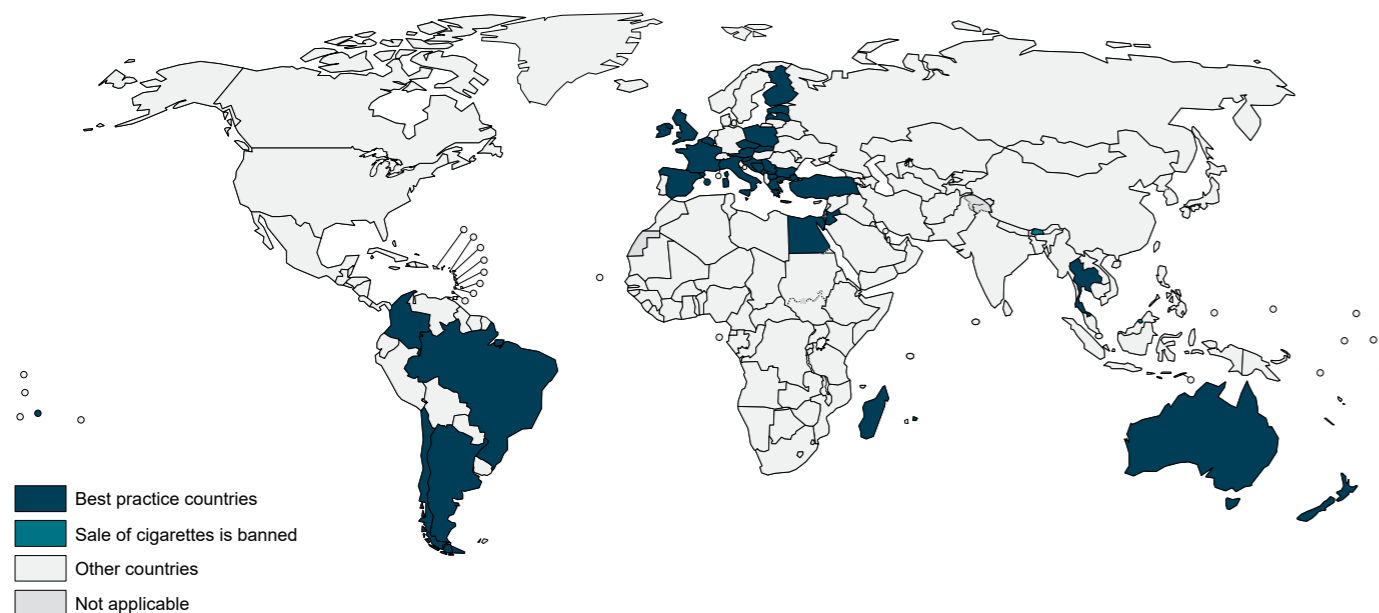 Best practice countries
Sale of cigarettes is banned
Other countries
Not applicable